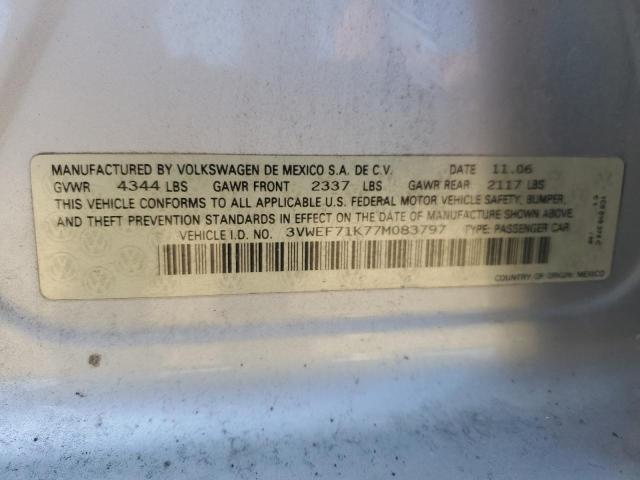 MANUFACTURED BY VOLKSWAGEN DE MEXICO S.A. DE C.V. DATE 11.06
GVWR 4344 LBS GAWR FRONT 2337 LBS GAWR REAR 2117 LBS
THIS VEHICLE CONFORMS TO ALL APPLICABLE U.S. FEDERAL MOTOR VEHICLE SAFETY, BUMPER,
AND THEFT PREVENTION STANDARDS IN EFFECT ON THE DATE OF MANUFACTURE SHOWN ABOVE.
VEHICLE I.D. NO. 3VWEF71K77M083797 TYPE: PASSENGER CAR
COUNTRY OF ORIGIN: MEXICO